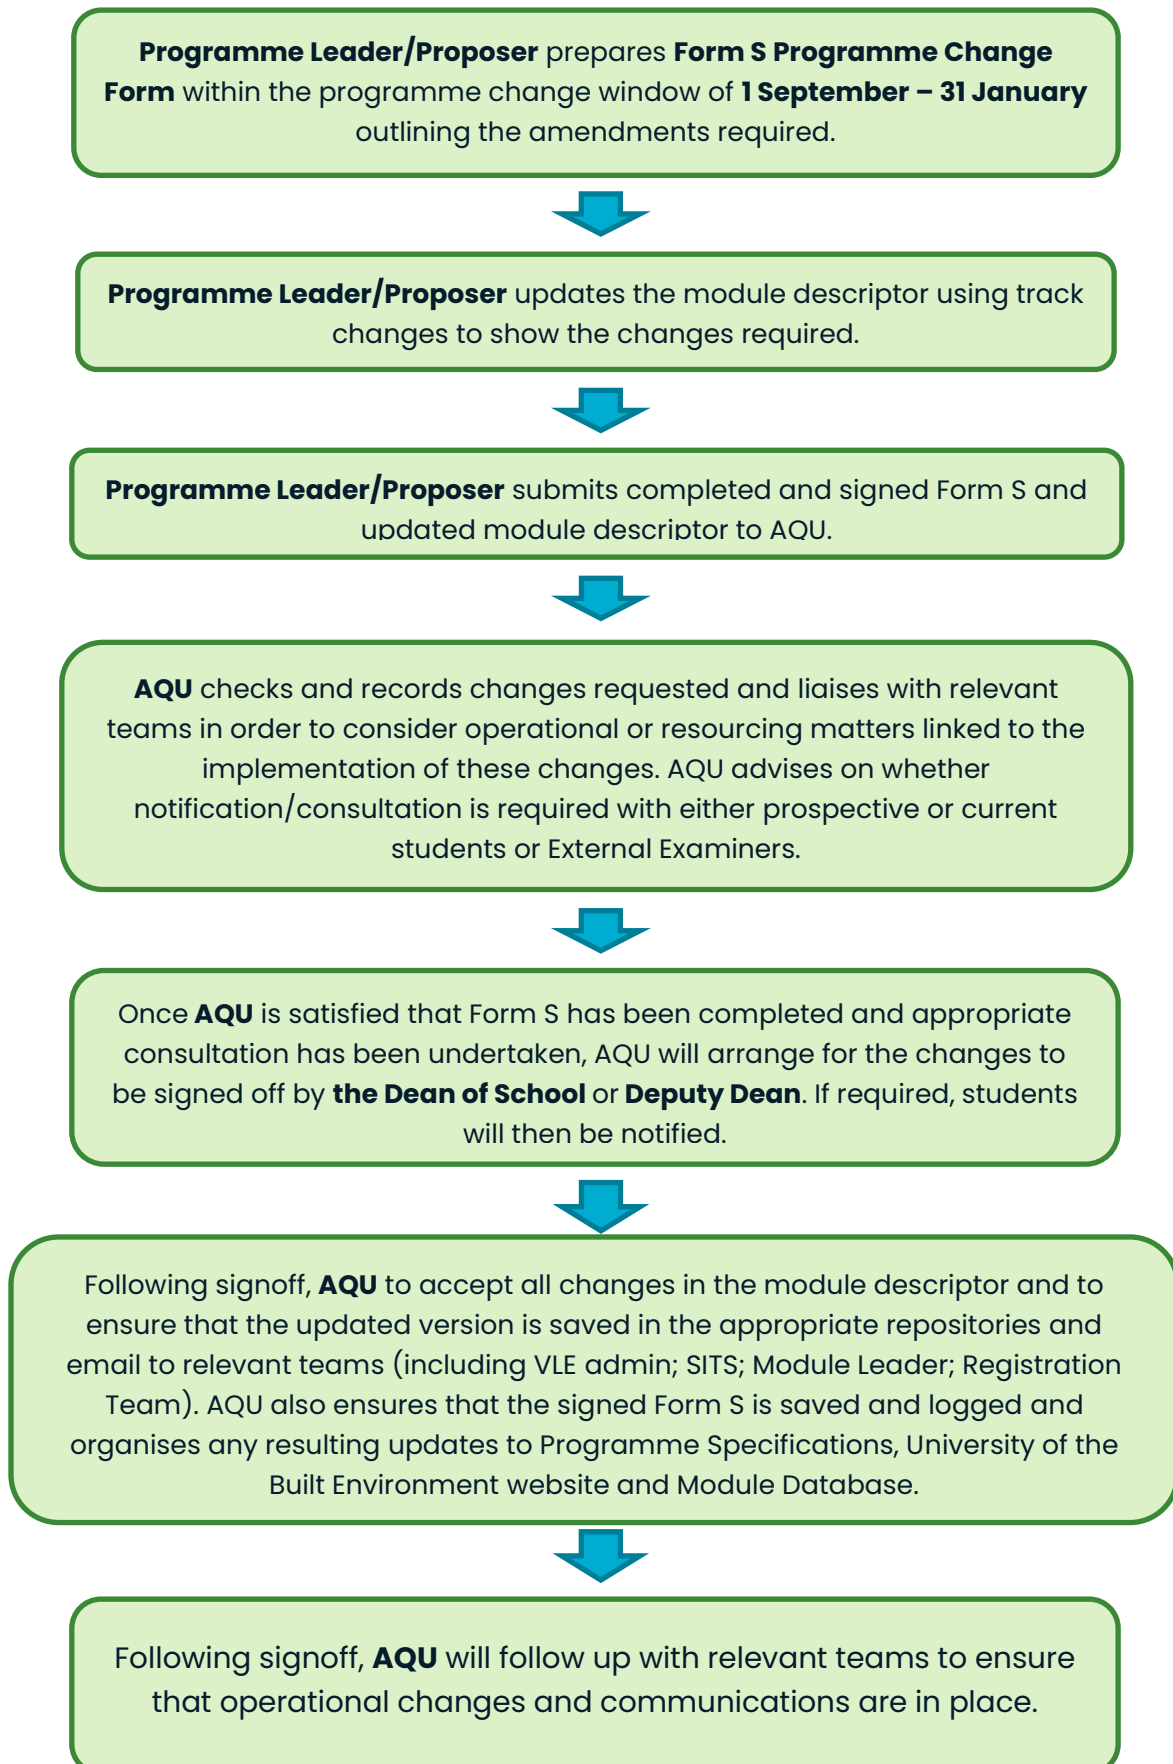 Programme Leader/Proposer prepares Form S Programme Change
Form within the programme change window of 1 September – 31 January
outlining the amendments required.
Programme Leader/Proposer updates the module descriptor using track
changes to show the changes required.
Programme Leader/Proposer submits completed and signed Form S and
updated module descriptor to AQU.
AQU checks and records changes requested and liaises with relevant
teams in order to consider operational or resourcing matters linked to the
implementation of these changes. AQU advises on whether
notification/consultation is required with either prospective or current
students or External Examiners.
Once AQU is satisfied that Form S has been completed and appropriate
consultation has been undertaken, AQU will arrange for the changes to
be signed off by the Dean of School or Deputy Dean. If required, students
will then be notified.
Following signoff, AQU to accept all changes in the module descriptor and to
ensure that the updated version is saved in the appropriate repositories and
email to relevant teams (including VLE admin; SITS; Module Leader; Registration
Team). AQU also ensures that the signed Form S is saved and logged and
organises any resulting updates to Programme Specifications, University of the
Built Environment website and Module Database.
Following signoff, AQU will follow up with relevant teams to ensure
that operational changes and communications are in place.